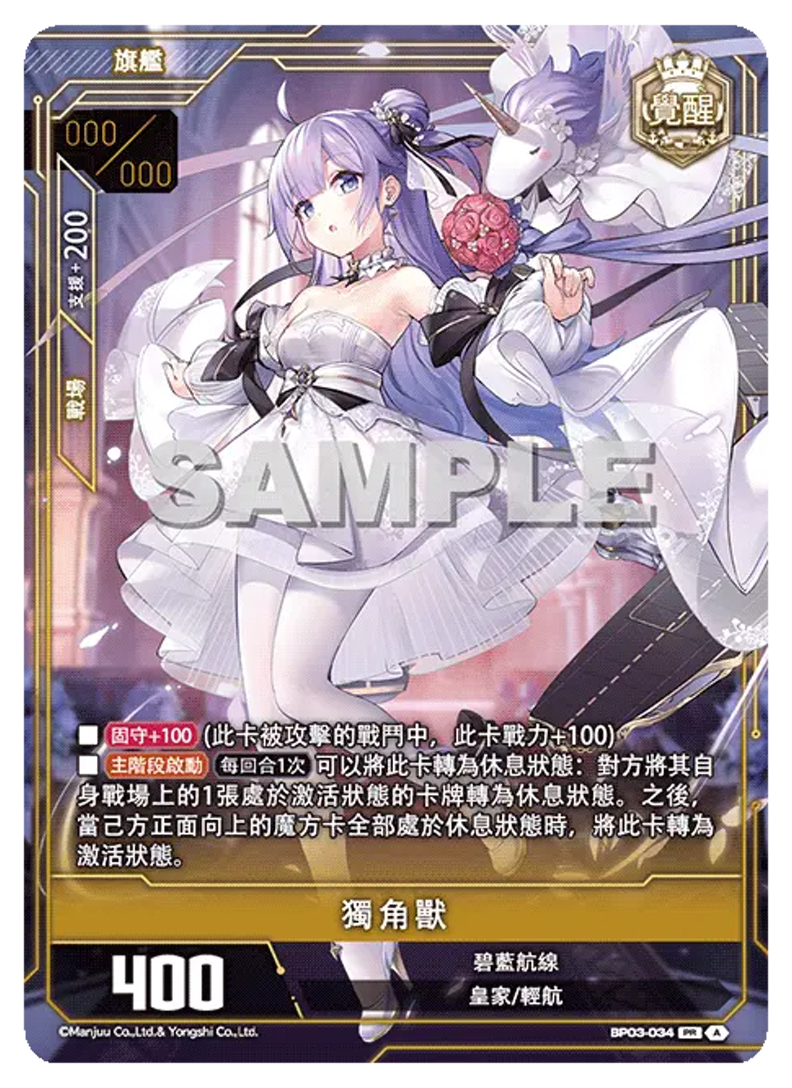 旗艦
覺醒
000/000
支援+200
戰場
SAMPLE
固守+100 (此卡被攻擊的戰鬥中，此卡戰力+100)
主階段啟動 每回合1次 可以將此卡轉為休息狀態：對方將其自
身戰場上的1張處於激活狀態的卡牌轉為休息狀態。之後，
當己方正面向上的魔方卡全部處於休息狀態時，將此卡轉為
激活狀態。
獨角獸
400
碧藍航線
皇家/輕航
©Manjuu Co.,Ltd.& Yongshi Co.,Ltd.
BP03-034 PR A